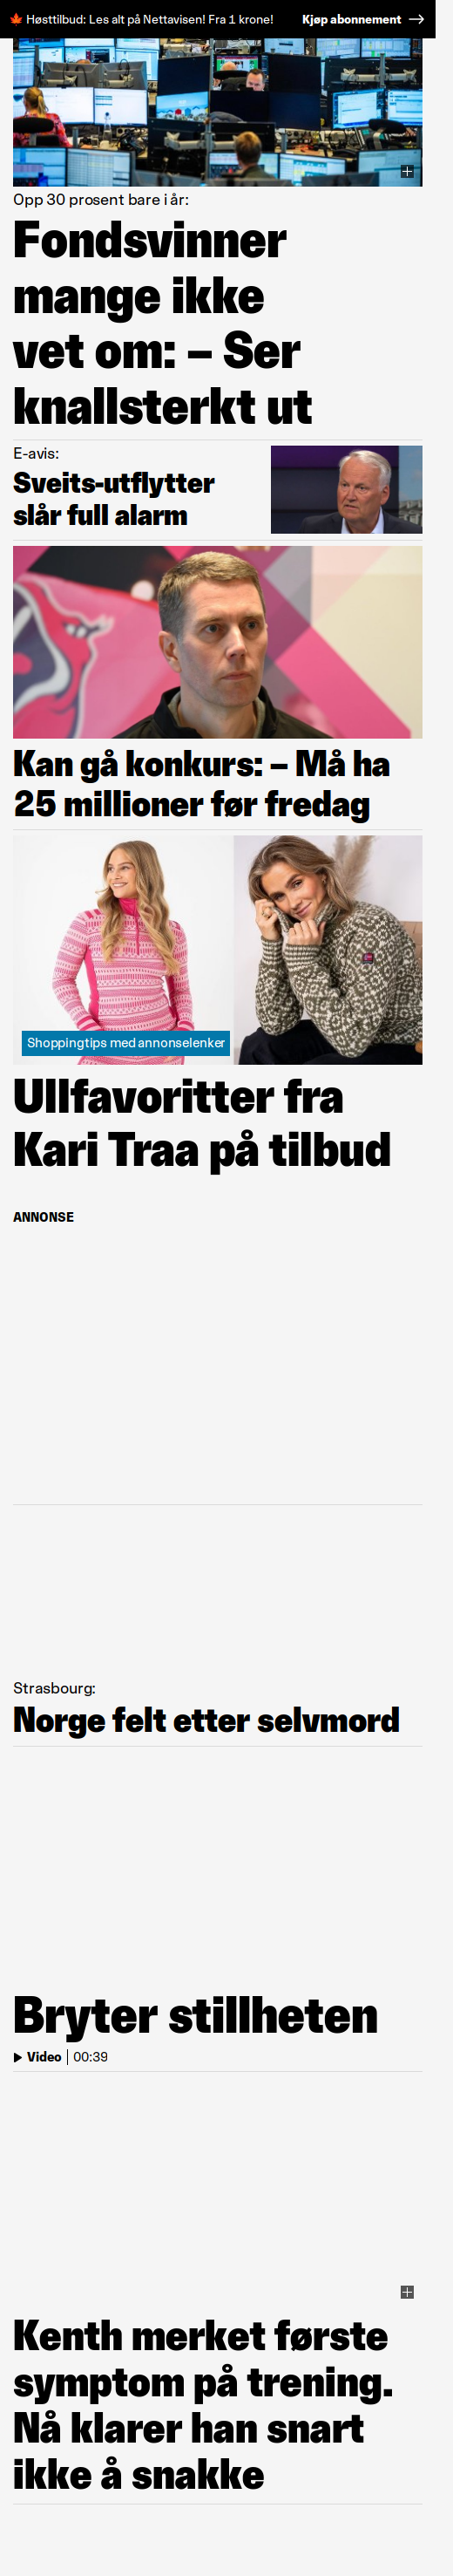 🍁 Høsttilbud: Les alt på Nettavisen! Fra 1 krone! Kjøp abonnement →
Opp 30 prosent bare i år:
Fondsvinner
mange ikke
vet om: – Ser
knallsterkt ut
E-avis:
Sveits-utflytter
slår full alarm
Kan gå konkurs: – Må ha
25 millioner før fredag
Shoppingtips med annonselenker
Ullfavoritter fra
Kari Traa på tilbud
ANNONSE
Strasbourg:
Norge felt etter selvmord
Bryter stillheten
Video 00:39
Kenth merket første
symptom på trening.
Nå klarer han snart
ikke å snakke